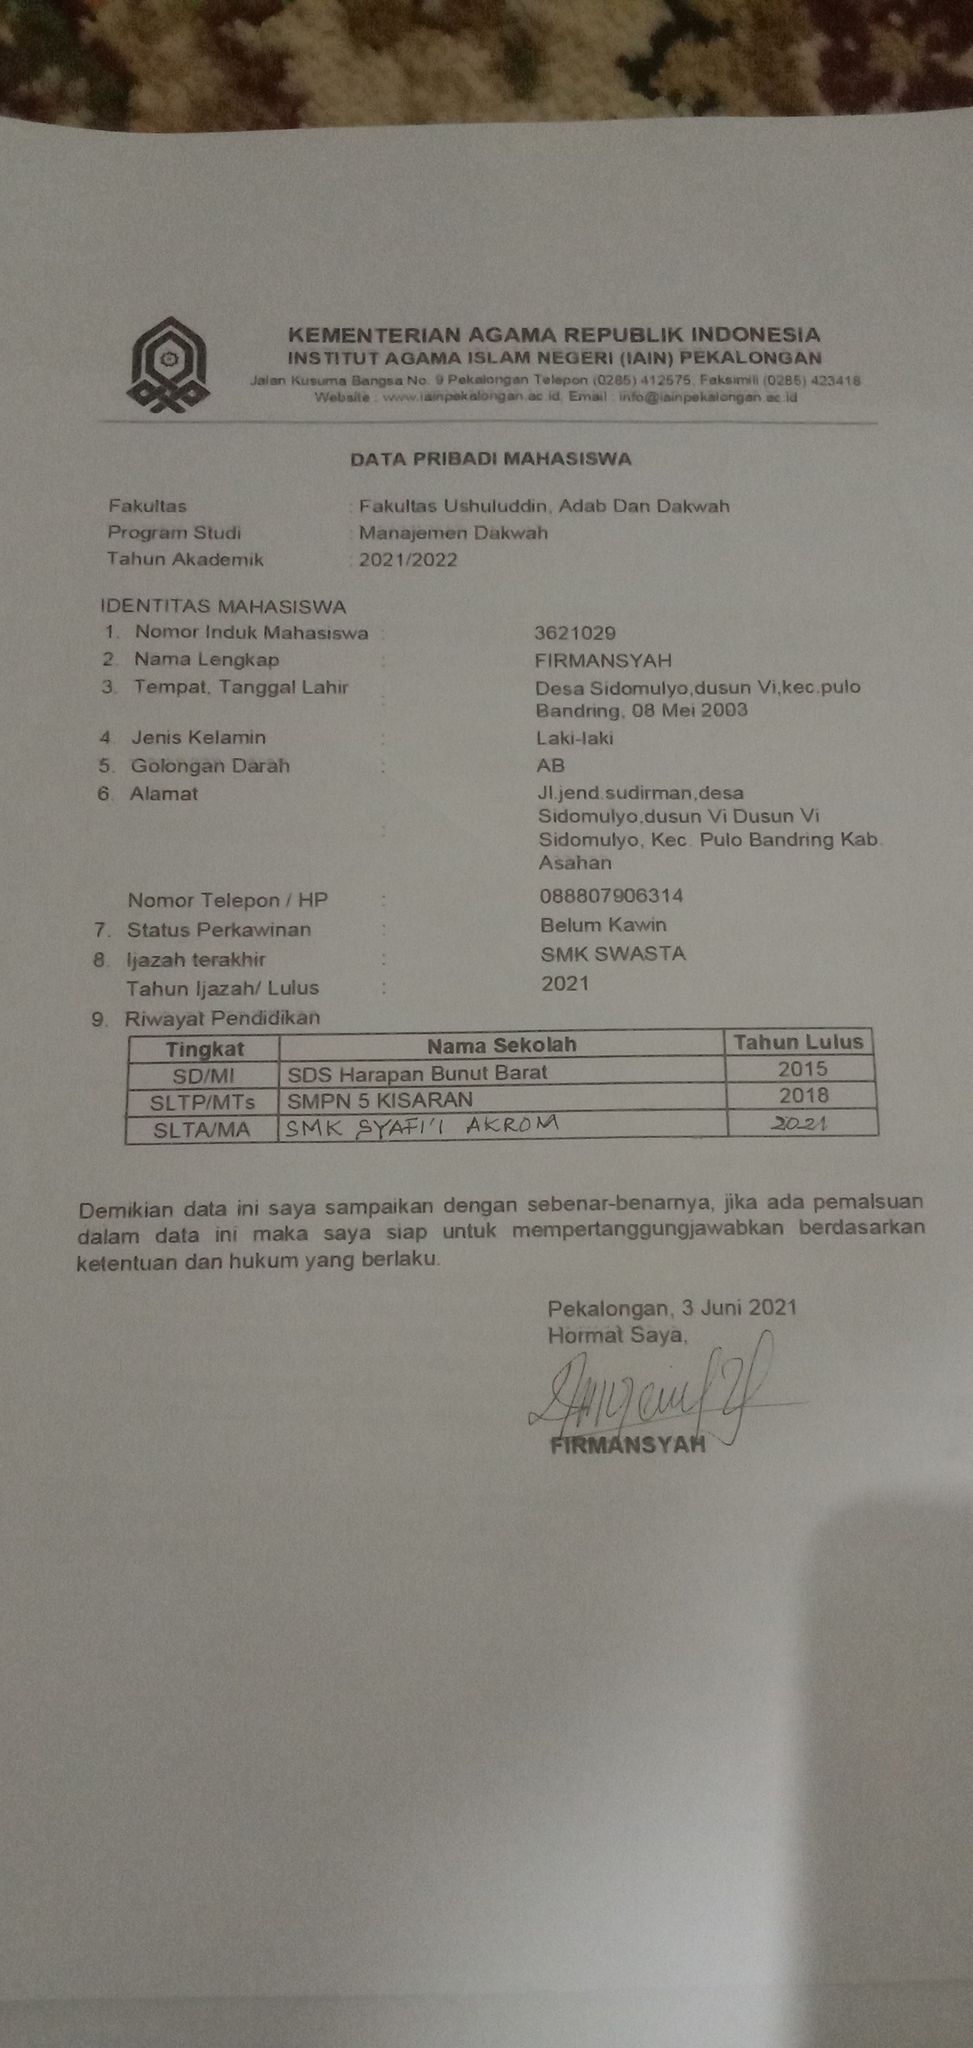 KEMENTERIAN AGAMA REPUBLIK INDONESIA
INSTITUT AGAMA ISLAM NEGERI (IAIN) PEKALONGAN
Jalan Kusuma Bangsa No. 9 Pekalongan Telepon (0285) 412575, Faksimili (0285) 423418
Website : www.iainpekalongan.ac.id, Email : info@iainpekalongan.ac.id
DATA PRIBADI MAHASISWA
Fakultas : Fakultas Ushuluddin, Adab Dan Dakwah
Program Studi : Manajemen Dakwah
Tahun Akademik : 2021/2022
IDENTITAS MAHASISWA
1. Nomor Induk Mahasiswa : 3621029
2. Nama Lengkap : FIRMANSYAH
3. Tempat, Tanggal Lahir : Desa Sidomulyo,dusun Vi,kec.pulo
Bandring, 08 Mei 2003
4. Jenis Kelamin : Laki-laki
5. Golongan Darah : AB
6. Alamat : Jl.jend.sudirman,desa
Sidomulyo,dusun Vi Dusun Vi
Sidomulyo, Kec. Pulo Bandring Kab.
Asahan
Nomor Telepon / HP : 088807906314
7. Status Perkawinan : Belum Kawin
8. Ijazah terakhir : SMK SWASTA
Tahun Ijazah/ Lulus : 2021
9. Riwayat Pendidikan
Tingkat Nama Sekolah Tahun Lulus
SD/MI SDS Harapan Bunut Barat 2015
SLTP/MTs SMPN 5 KISARAN 2018
SLTA/MA SMK SYAFI'I AKROM 2021
Demikian data ini saya sampaikan dengan sebenar-benarnya, jika ada pemalsuan
dalam data ini maka saya siap untuk mempertanggungjawabkan berdasarkan
ketentuan dan hukum yang berlaku.
Pekalongan, 3 Juni 2021
Hormat Saya,
FIRMANSYAH